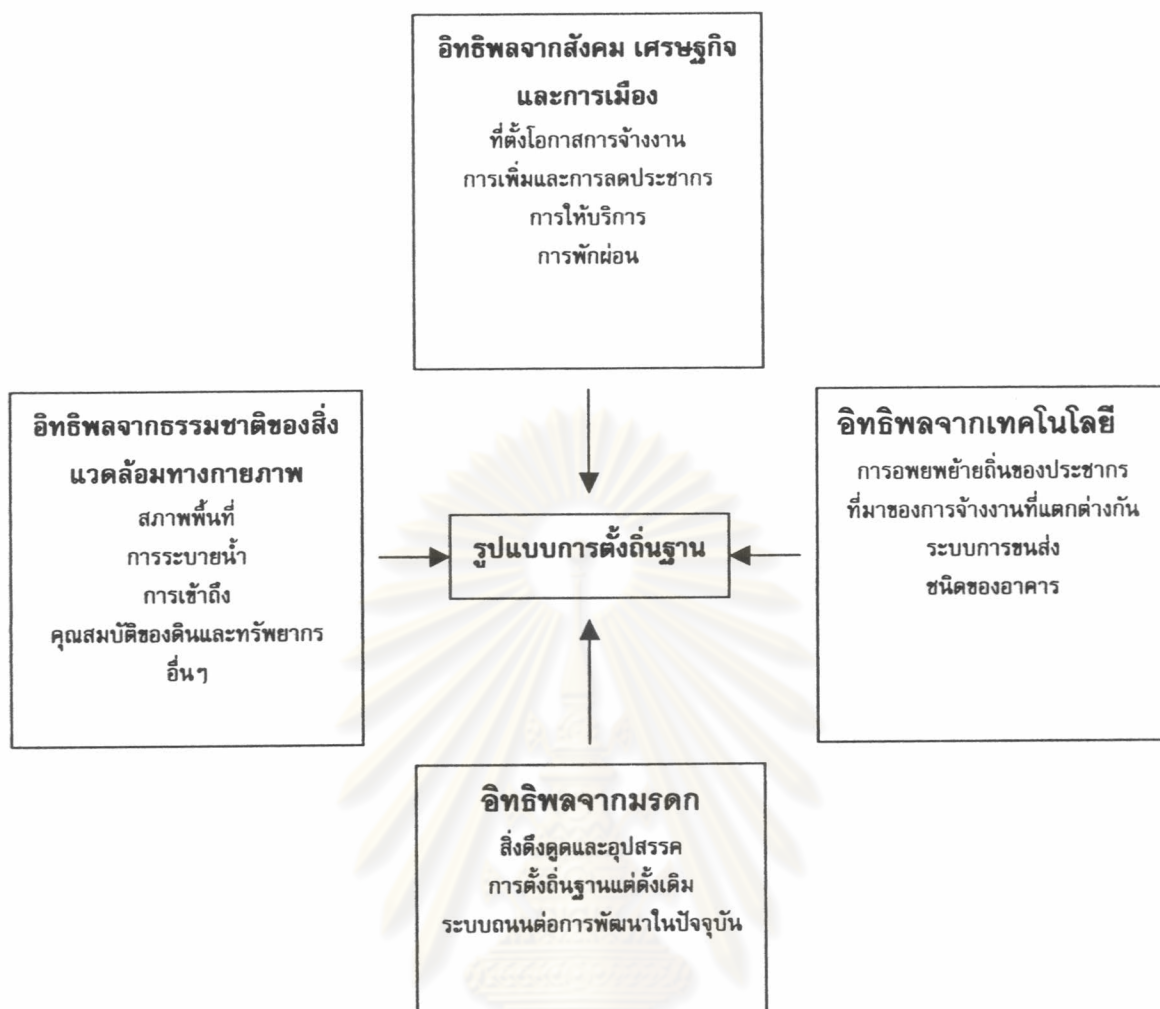 อิทธิพลจากสังคม เศรษฐกิจ
และการเมือง
ที่ตั้งโอกาสการจ้างงาน
การเพิ่มและการลดประชากร
การให้บริการ
การพักผ่อน
อิทธิพลจากธรรมชาติของสิ่ง
แวดล้อมทางกายภาพ
สภาพพื้นที่
การระบายน้ำ
การเข้าถึง
คุณสมบัติของดินและทรัพยากร
อื่นๆ
รูปแบบการตั้งถิ่นฐาน
อิทธิพลจากเทคโนโลยี
การอพยพย้ายถิ่นของประชากร
ที่มาของการจ้างงานที่แตกต่างกัน
ระบบการขนส่ง
ชนิดของอาคาร
อิทธิพลจากมรดก
สิ่งดึงดูดและอุปสรรค
การตั้งถิ่นฐานแต่ดั้งเดิม
ระบบถนนต่อการพัฒนาในปัจจุบัน